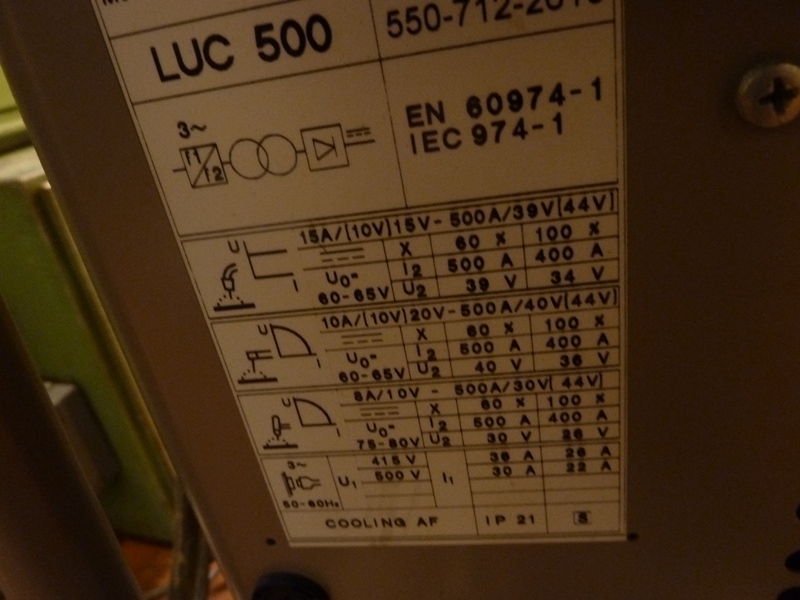 LUC 500
3~
f1
f2
EN 60974-1
IEC 974-1
15A/(10V)15V - 500A/39V(44V)
U
I
X 60 % 100 %
I2 500 A 400 A
U0=
60-65V U2 39 V 34 V
10A/(10V)20V-500A/40V(44V)
U
I
X 60 % 100 %
I2 500 A 400 A
U0=
60-65V U2 40 V 36 V
8A/10V - 500A/30V( 44V)
U
I
X 60 % 100 %
I2 500 A 400 A
U0=
75-80V U2 30 V 26 V
3~
50-60Hz
U1 415 V I1 36 A 26 A
500 V 30 A 22 A
COOLING AF IP 21 S